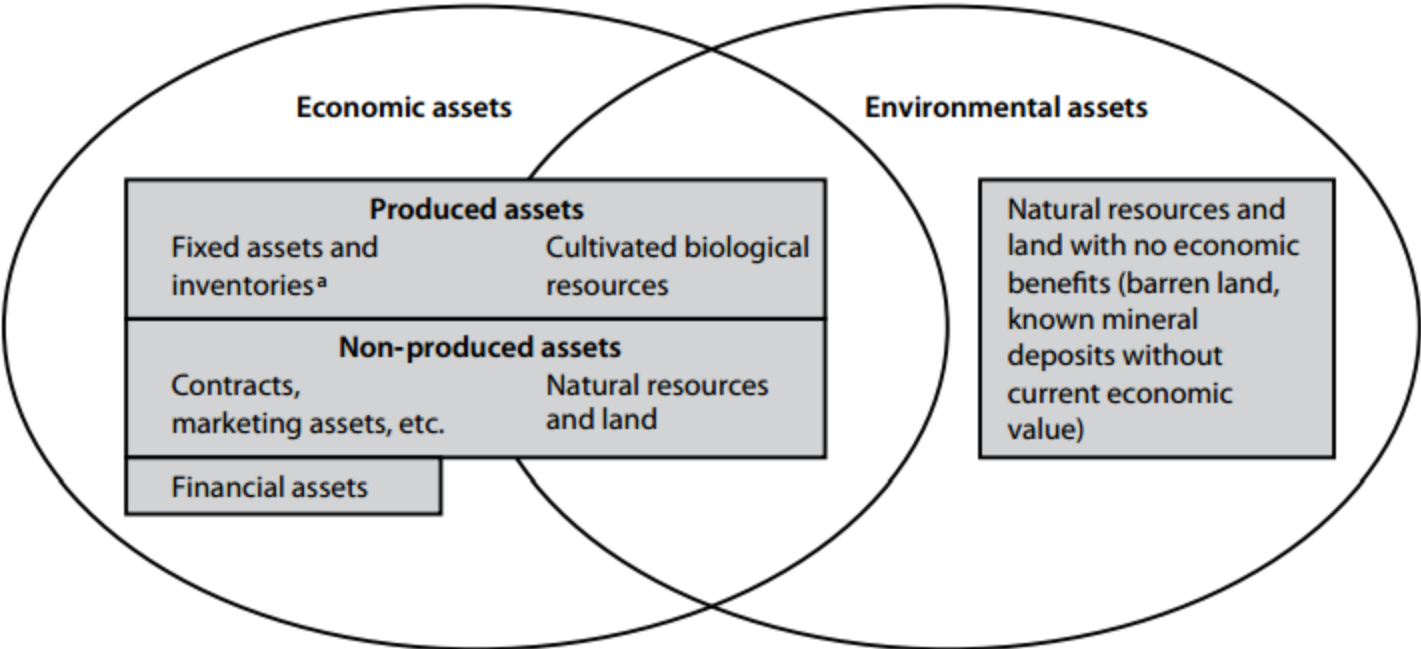 Economic assets
Environmental assets
Produced assets
Fixed assets and
inventories a
Cultivated biological
resources
Non-produced assets
Contracts,
marketing assets, etc.
Natural resources
and land
Financial assets
Natural resources and
land with no economic
benefits (barren land,
known mineral
deposits without
current economic
value)